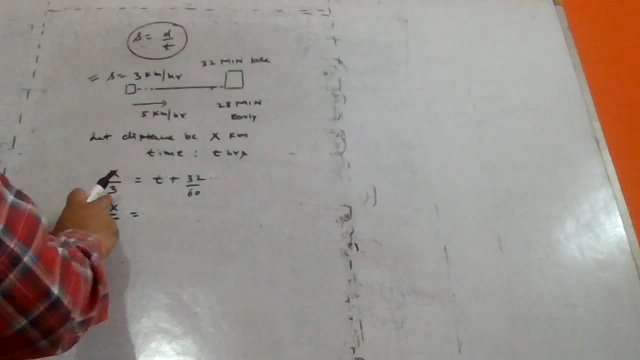 S = d/t
32 MIN late
⇒ S = 3 Km/hr
5 Km/hr
28 MIN
Early
Let distance be x Km
time : t hrs
x/3 = t + 32/60
x/ =